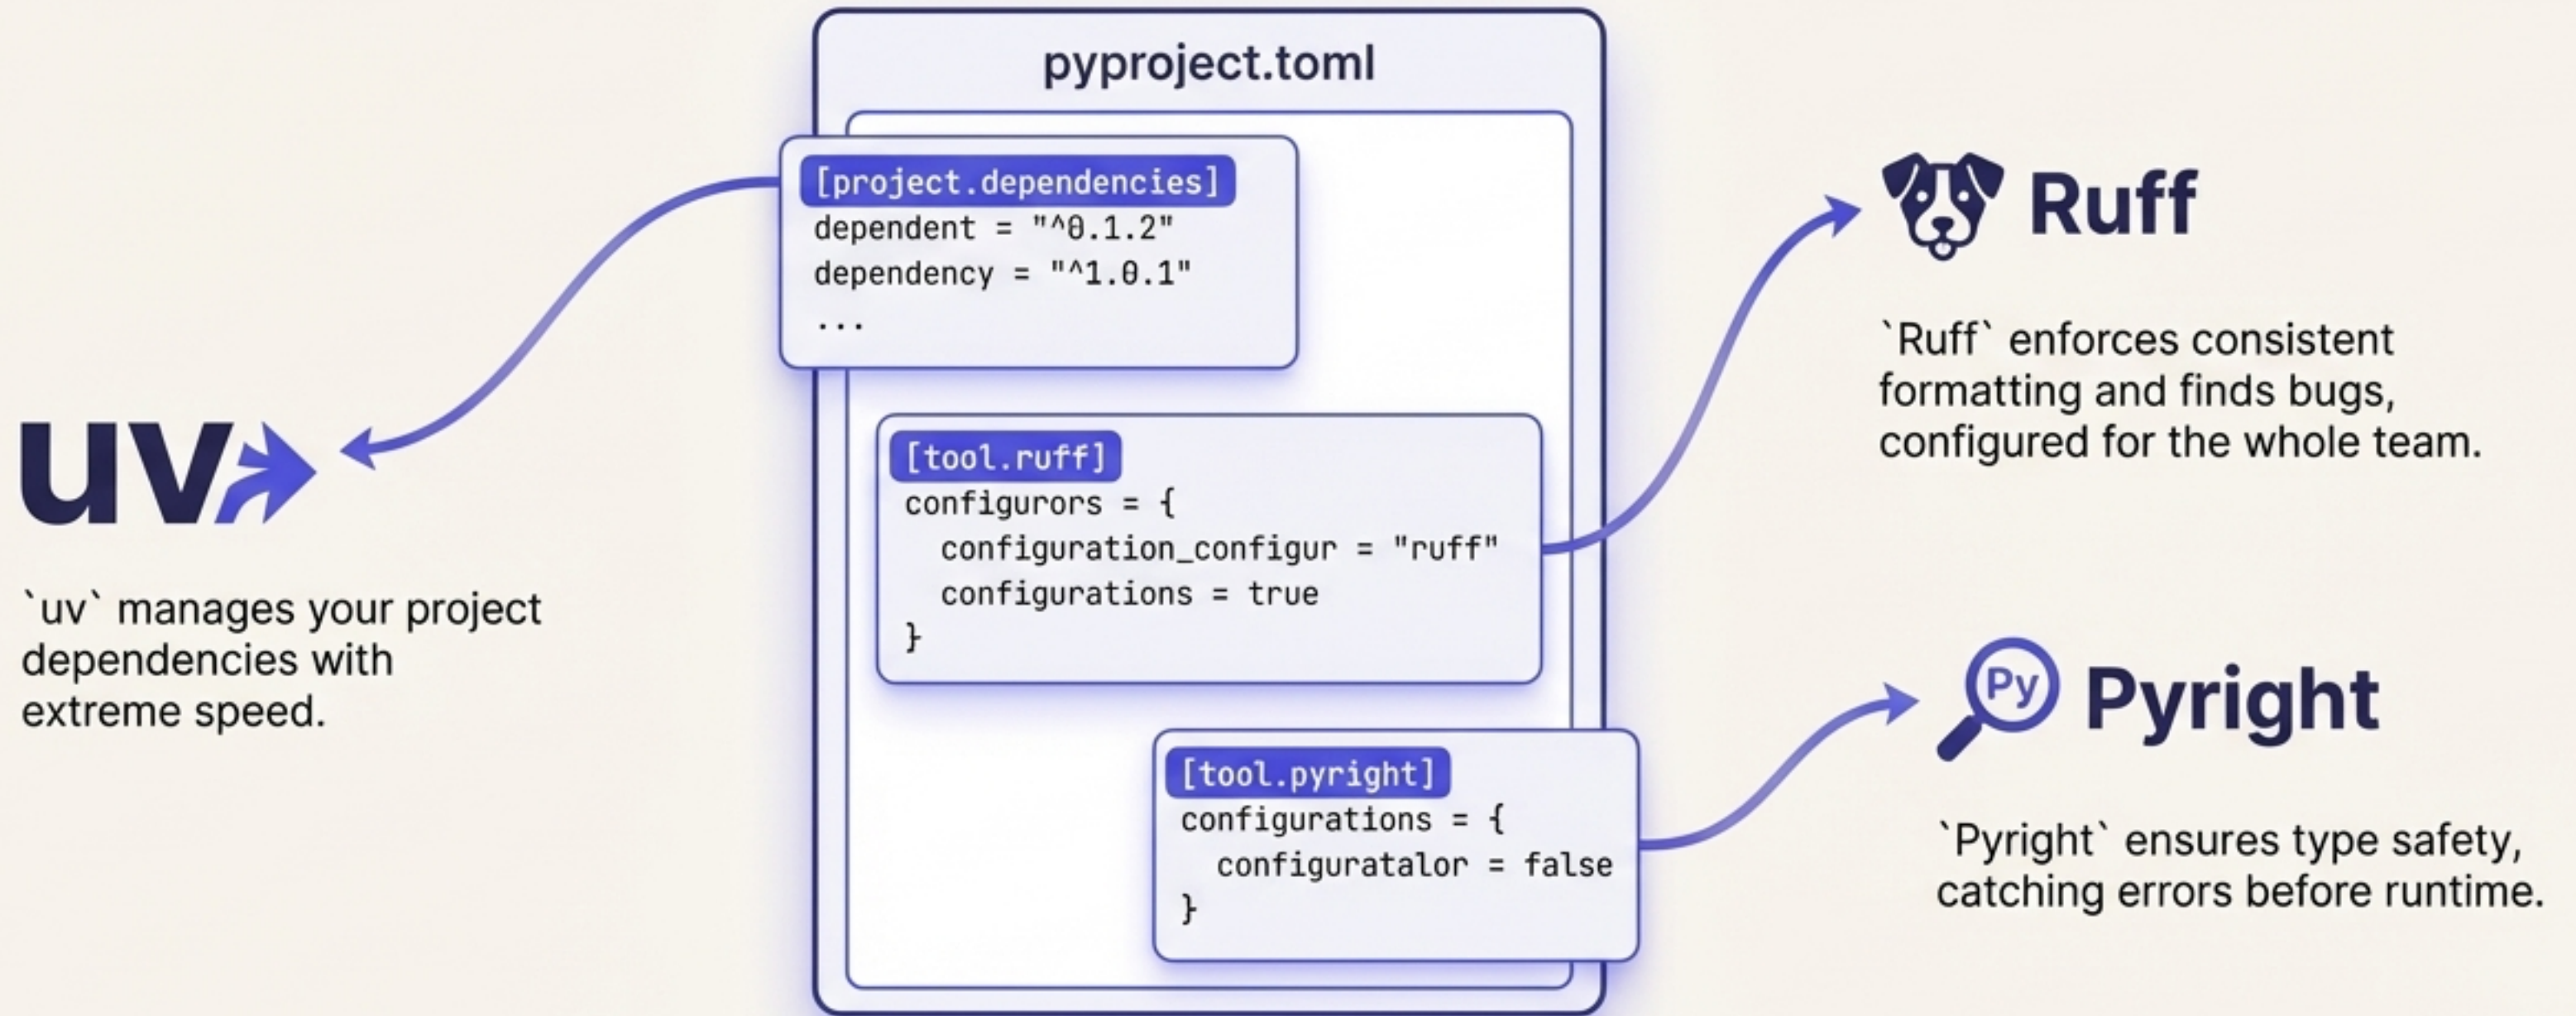 pyproject.toml
[project.dependencies]
dependent = "^0.1.2"
dependency = "^1.0.1"
...
[tool.ruff]
configurors = {
  configuration_configur = "ruff"
  configurations = true
}
[tool.pyright]
configurations = {
  configuratalor = false
}
uv
`uv` manages your project
dependencies with
extreme speed.
Ruff
`Ruff` enforces consistent
formatting and finds bugs,
configured for the whole team.
Py
Pyright
`Pyright` ensures type safety,
catching errors before runtime.